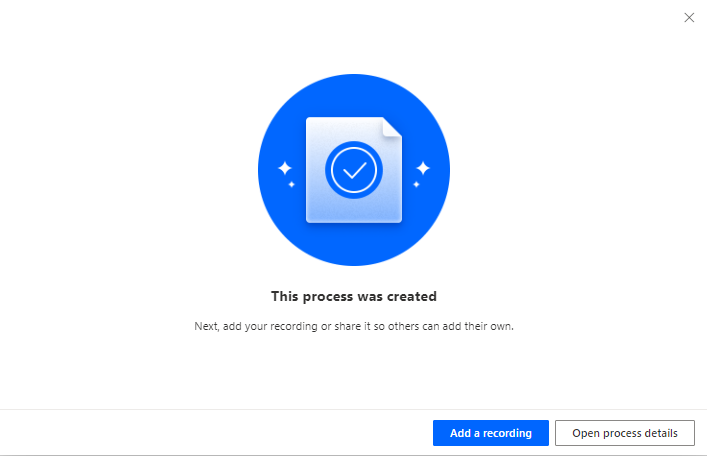 This process was created
Next, add your recording or share it so others can add their own.
Add a recording
Open process details